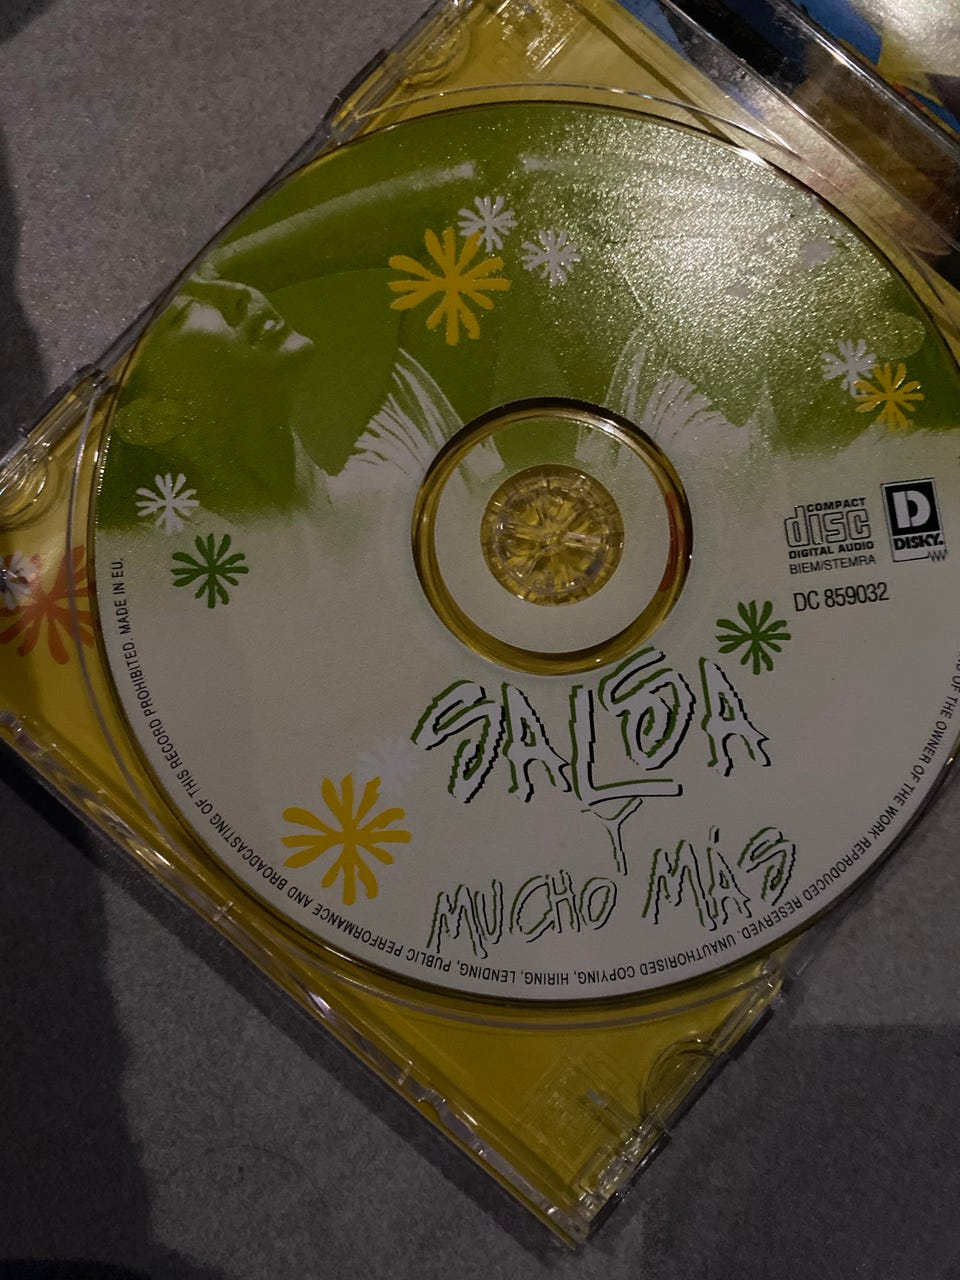 COMPACT
disc
DIGITAL AUDIO
BIEM/STEMRA
D
DISKY.
DC 859032
SALSA
Y
MUCHO MÁS
OF THE OWNER OF THE WORK REPRODUCED RESERVED. UNAUTHORISED COPYING, HIRING, LENDING, PUBLIC PERFORMANCE AND BROADCASTING OF THIS RECORD PROHIBITED. MADE IN EU.